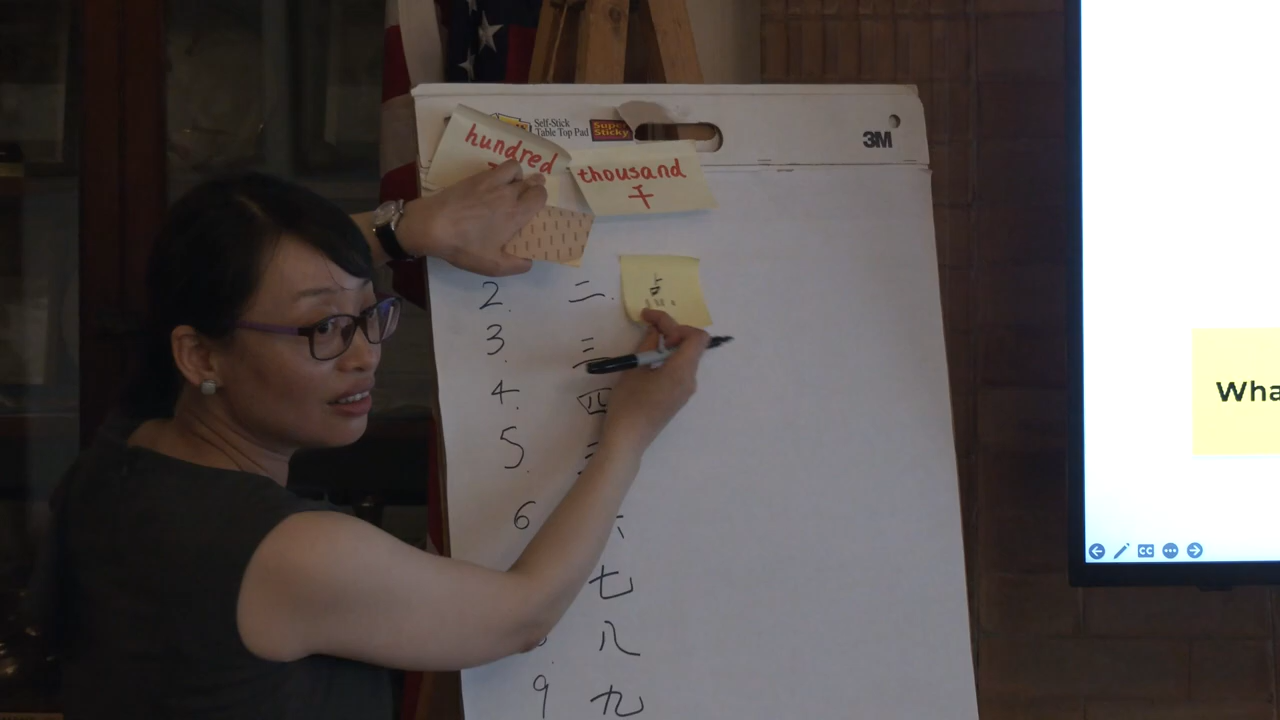 Self-Stick
Table Top Pad
Super
Sticky
3M
hundred
thousand
千
2. 二.
3. 三
4. 四
5.
6 六
七
八
9 九
Wha
CC